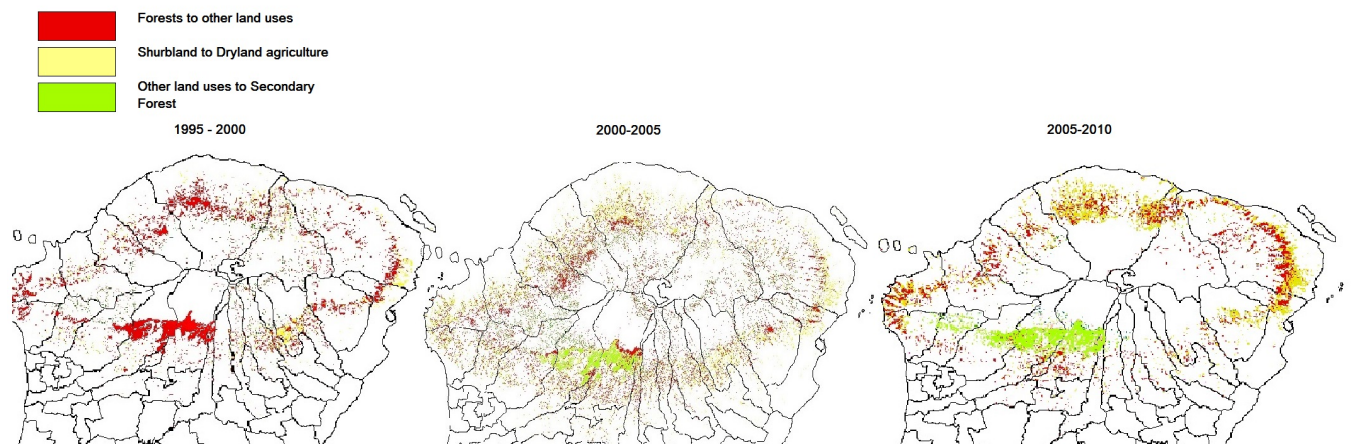 Forests to other land uses
Shurbland to Dryland agriculture
Other land uses to Secondary
Forest
1995 - 2000
2000-2005
2005-2010